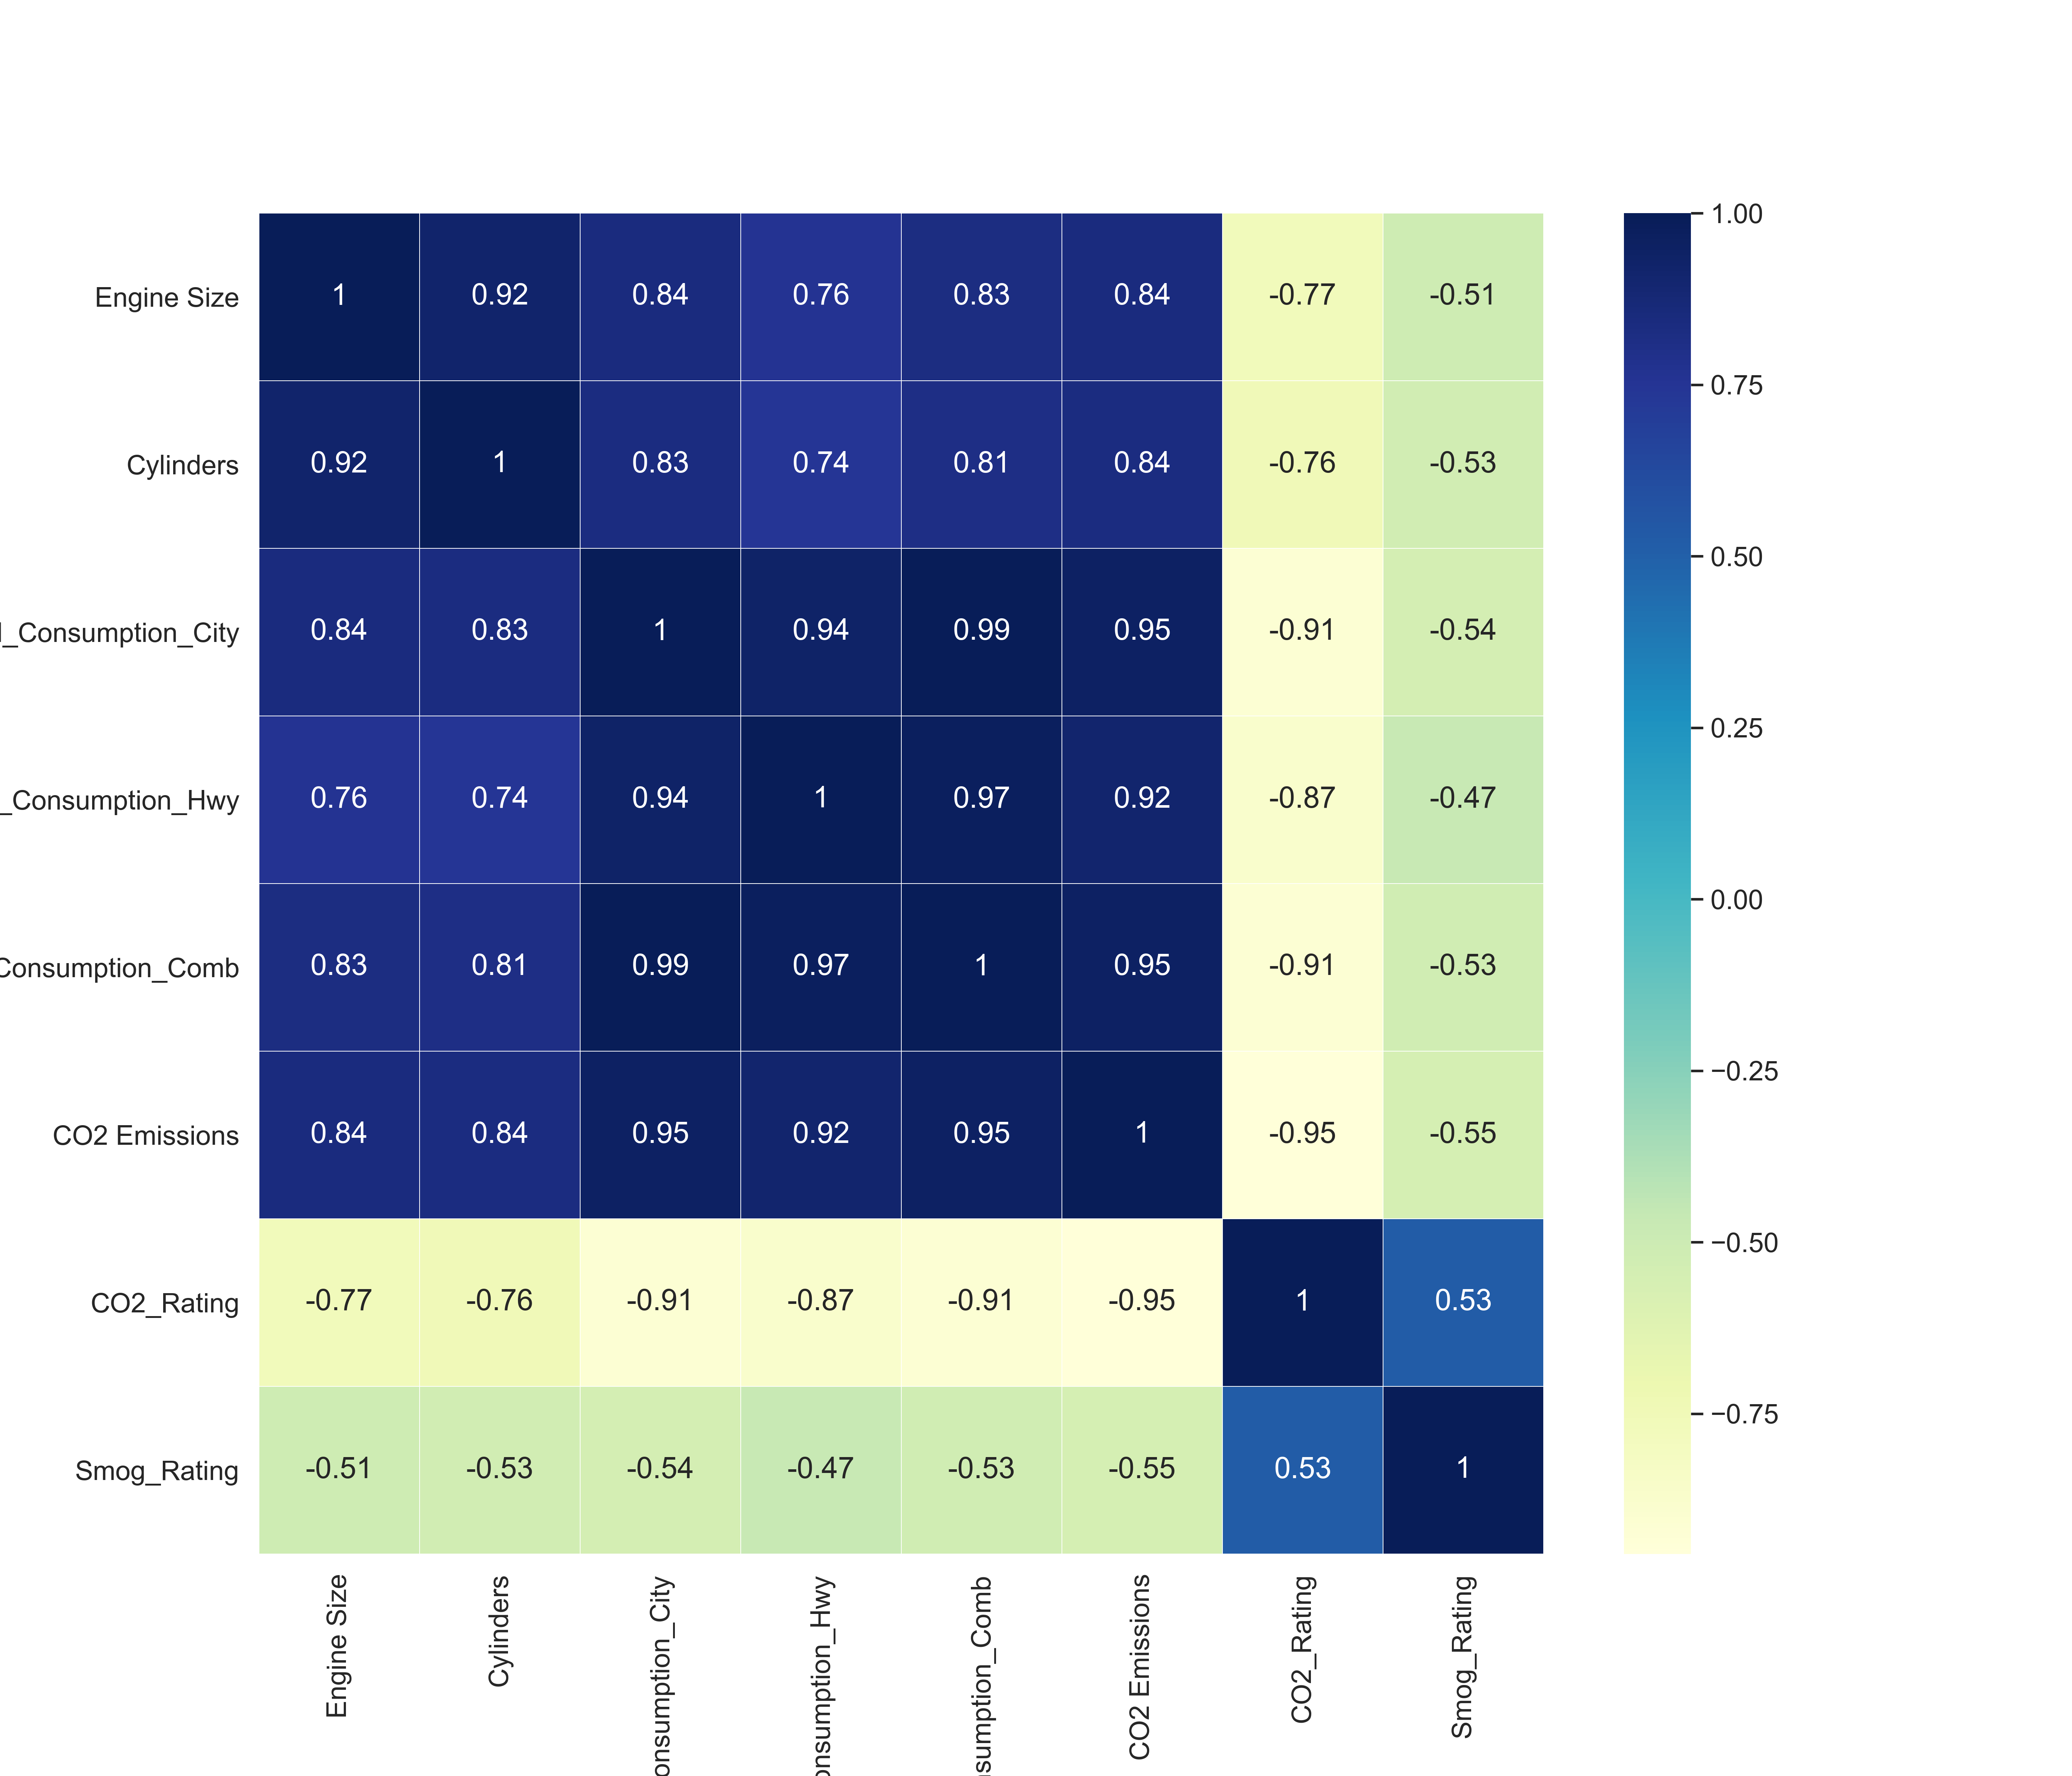 1.00
Engine Size 1 0.92 0.84 0.76 0.83 0.84 -0.77 -0.51
0.75
Cylinders 0.92 1 0.83 0.74 0.81 0.84 -0.76 -0.53
0.50
_Consumption_City 0.84 0.83 1 0.94 0.99 0.95 -0.91 -0.54
0.25
_Consumption_Hwy 0.76 0.74 0.94 1 0.97 0.92 -0.87 -0.47
0.00
Consumption_Comb 0.83 0.81 0.99 0.97 1 0.95 -0.91 -0.53
−0.25
CO2 Emissions 0.84 0.84 0.95 0.92 0.95 1 -0.95 -0.55
−0.50
CO2_Rating -0.77 -0.76 -0.91 -0.87 -0.91 -0.95 1 0.53
−0.75
Smog_Rating -0.51 -0.53 -0.54 -0.47 -0.53 -0.55 0.53 1
Engine Size
Cylinders
onsumption_City
onsumption_Hwy
nsumption_Comb
CO2 Emissions
CO2_Rating
Smog_Rating